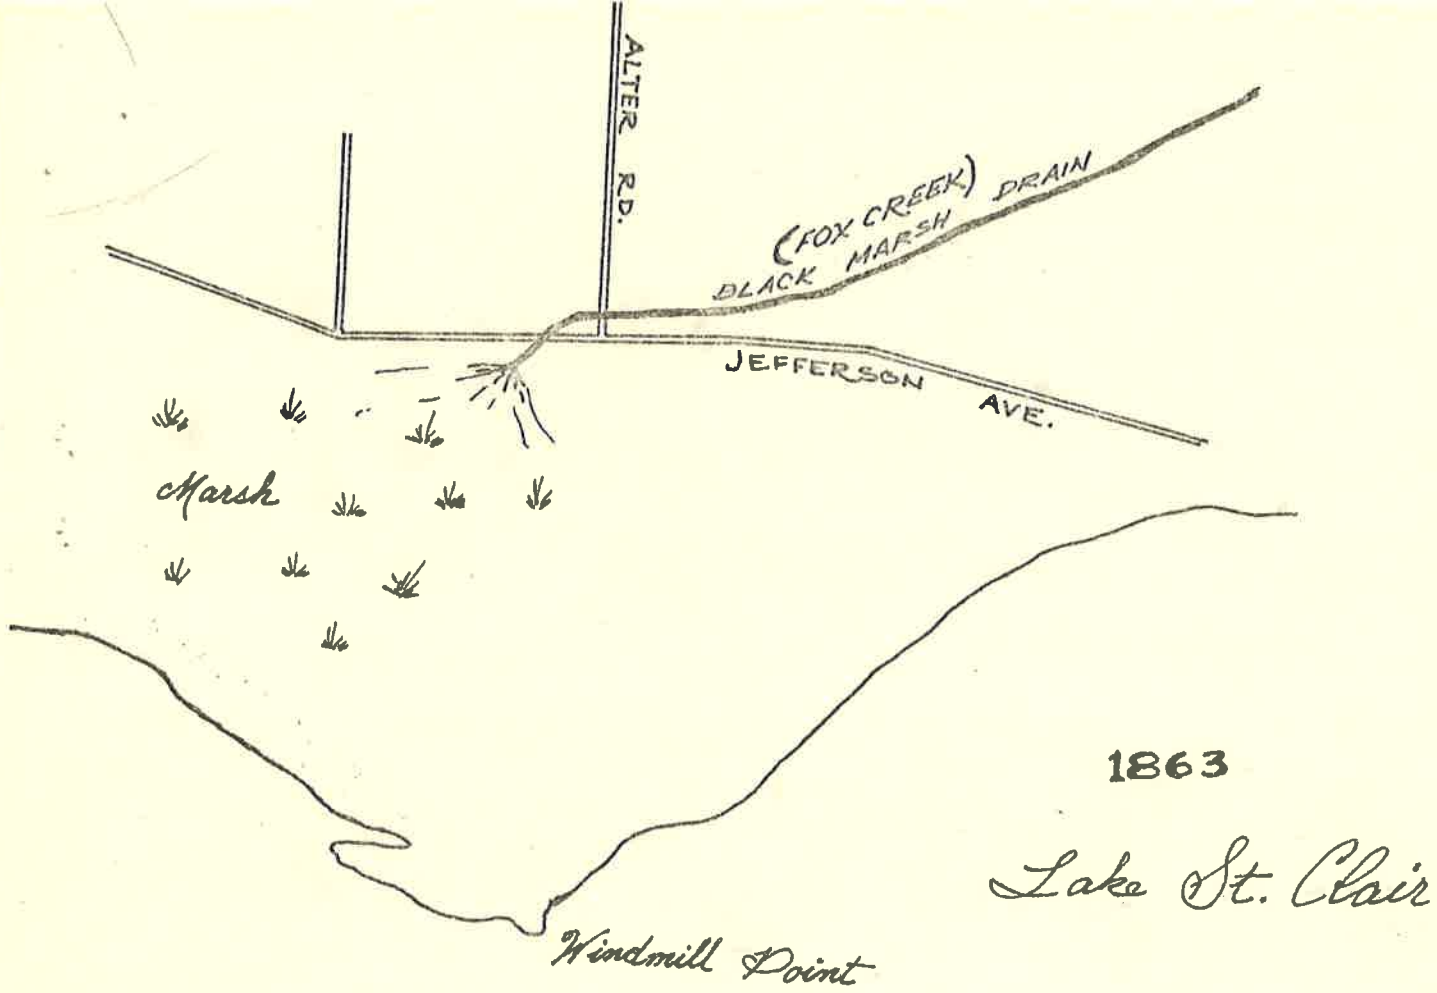 ALTER RD.
(FOX CREEK)
BLACK MARSH DRAIN
JEFFERSON AVE.
Marsh
1863
Lake St. Clair
Windmill Point